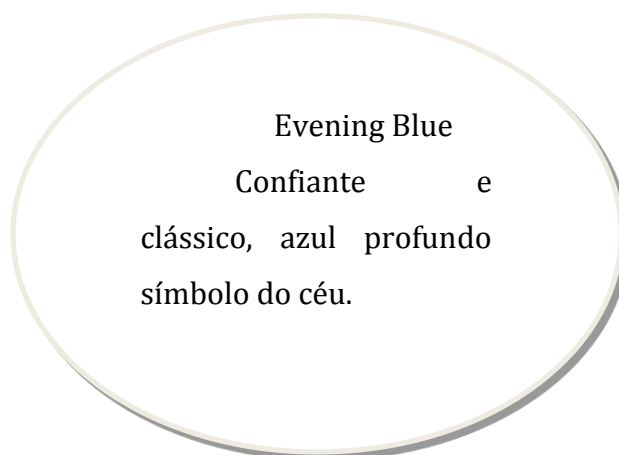 Evening Blue
Confiante e
clássico, azul profundo
símbolo do céu.